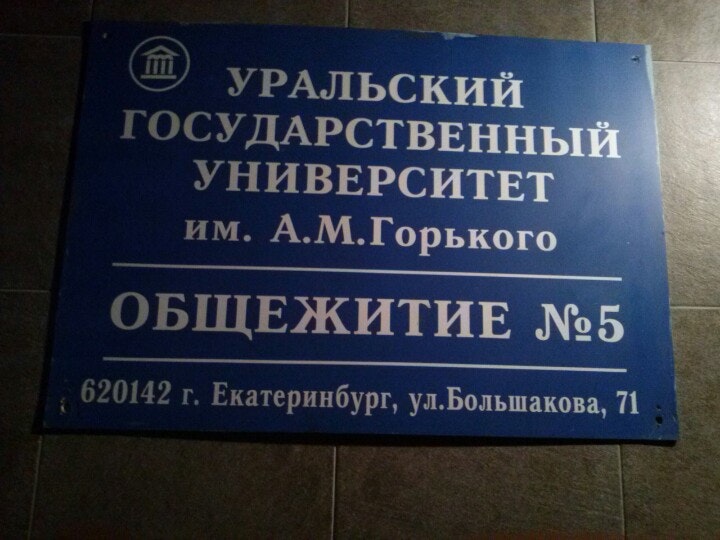 УРАЛЬСКИЙ
ГОСУДАРСТВЕННЫЙ
УНИВЕРСИТЕТ
им. А.М.Горького
ОБЩЕЖИТИЕ №5
620142 г. Екатеринбург, ул.Большакова, 71